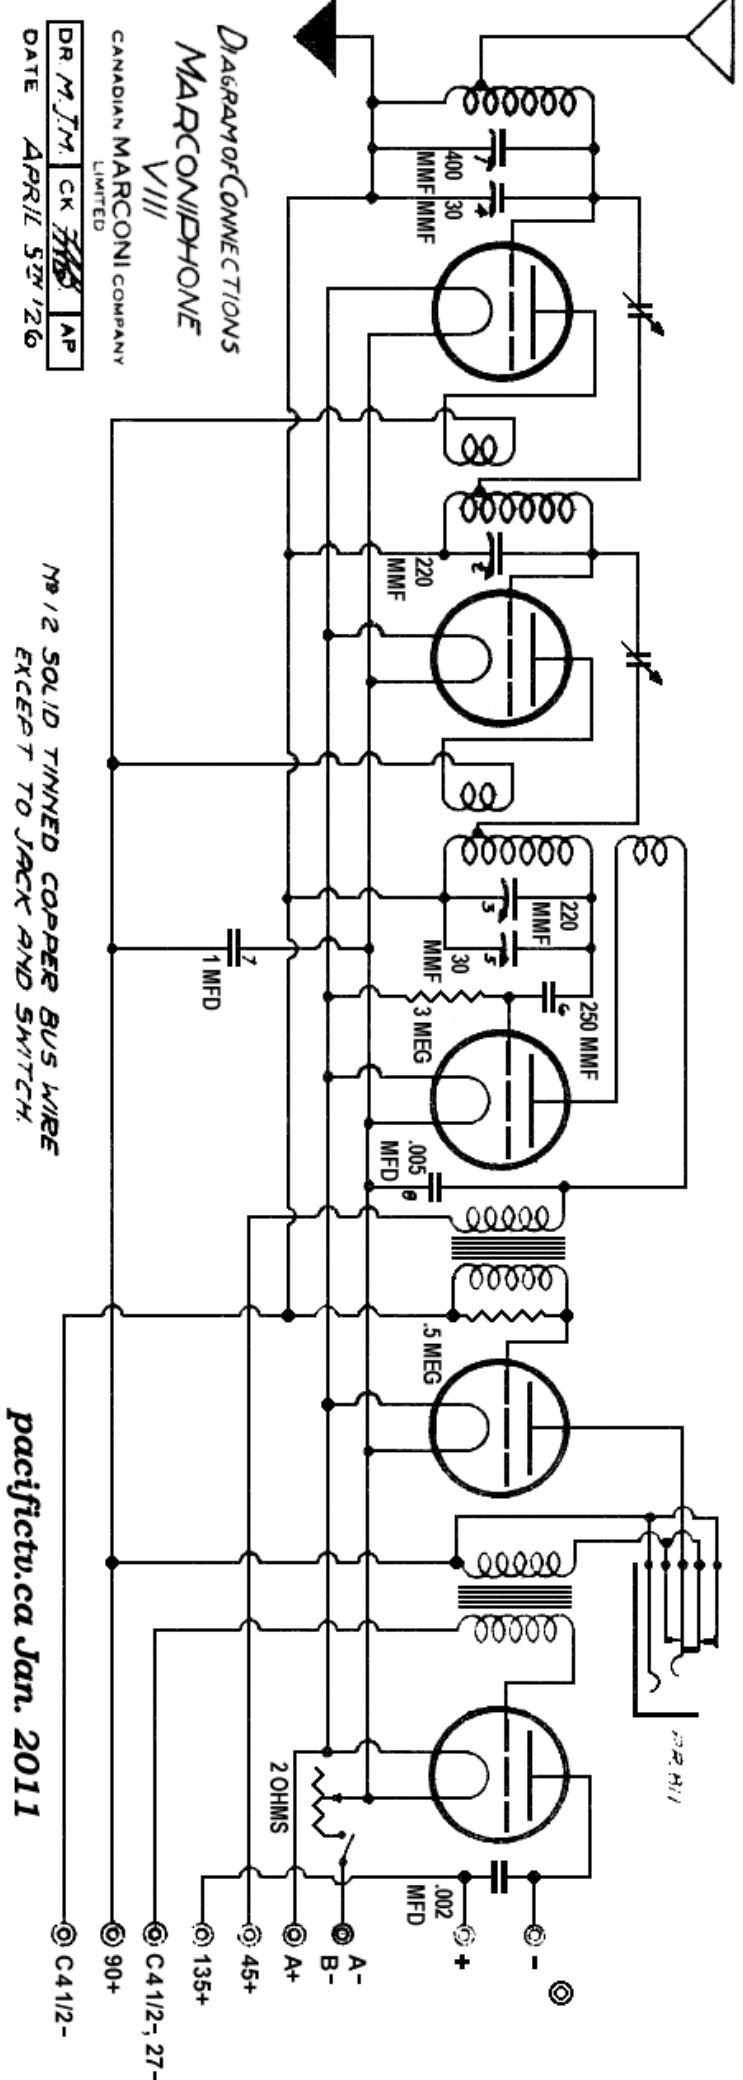 DIAGRAM OF CONNECTIONS
MARCONIPHONE
VIII
CANADIAN MARCONI COMPANY
LIMITED
DR. M.J.M. CK AP
DATE APRIL 5TH '26
400 MMF
30 MMF
220 MMF
220 MMF
30 MMF
250 MMF
3 MEG
1 MFD
.005 MFD
.5 MEG
2 OHMS
.002 MFD
Nº 12 SOLID TINNED COPPER BUS WIRE
EXCEPT TO JACK AND SWITCH.
-
+
A-
B-
A+
45+
135+
C 4 1/2-, 27-
90+
C 4 1/2-
pacifictv.ca Jan. 2011